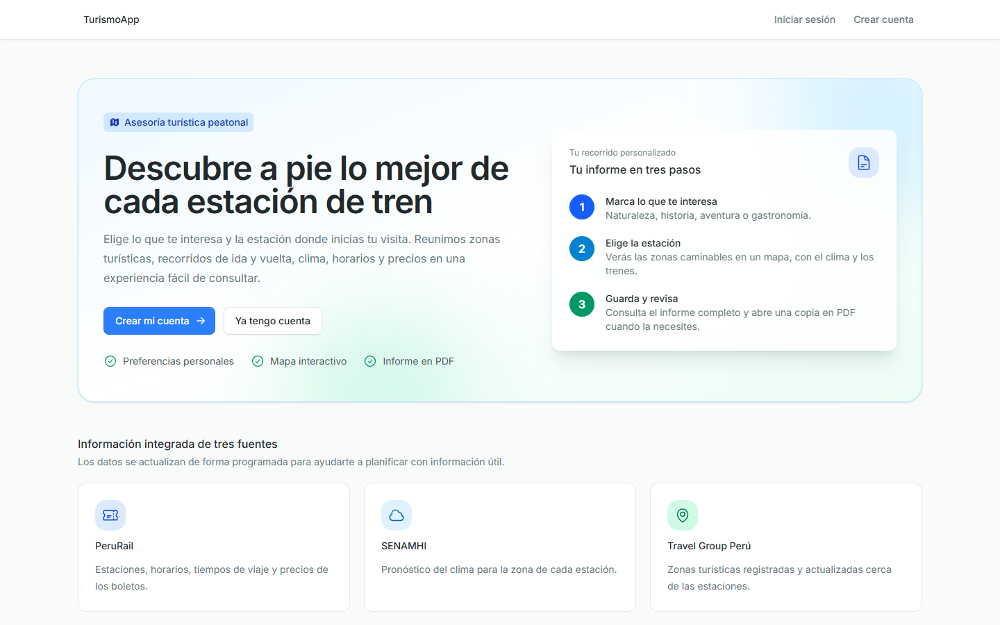 TurismoApp
Iniciar sesión
Crear cuenta
Asesoría turística peatonal
Descubre a pie lo mejor de
cada estación de tren
Elige lo que te interesa y la estación donde inicias tu visita. Reunimos zonas
turísticas, recorridos de ida y vuelta, clima, horarios y precios en una
experiencia fácil de consultar.
Crear mi cuenta
Ya tengo cuenta
Preferencias personales
Mapa interactivo
Informe en PDF
Tu recorrido personalizado
Tu informe en tres pasos
1
Marca lo que te interesa
Naturaleza, historia, aventura o gastronomía.
2
Elige la estación
Verás las zonas caminables en un mapa, con el clima y los
trenes.
3
Guarda y revisa
Consulta el informe completo y abre una copia en PDF
cuando la necesites.
Información integrada de tres fuentes
Los datos se actualizan de forma programada para ayudarte a planificar con información útil.
PeruRail
Estaciones, horarios, tiempos de viaje y precios de
los boletos.
SENAMHI
Pronóstico del clima para la zona de cada estación.
Travel Group Perú
Zonas turísticas registradas y actualizadas cerca
de las estaciones.